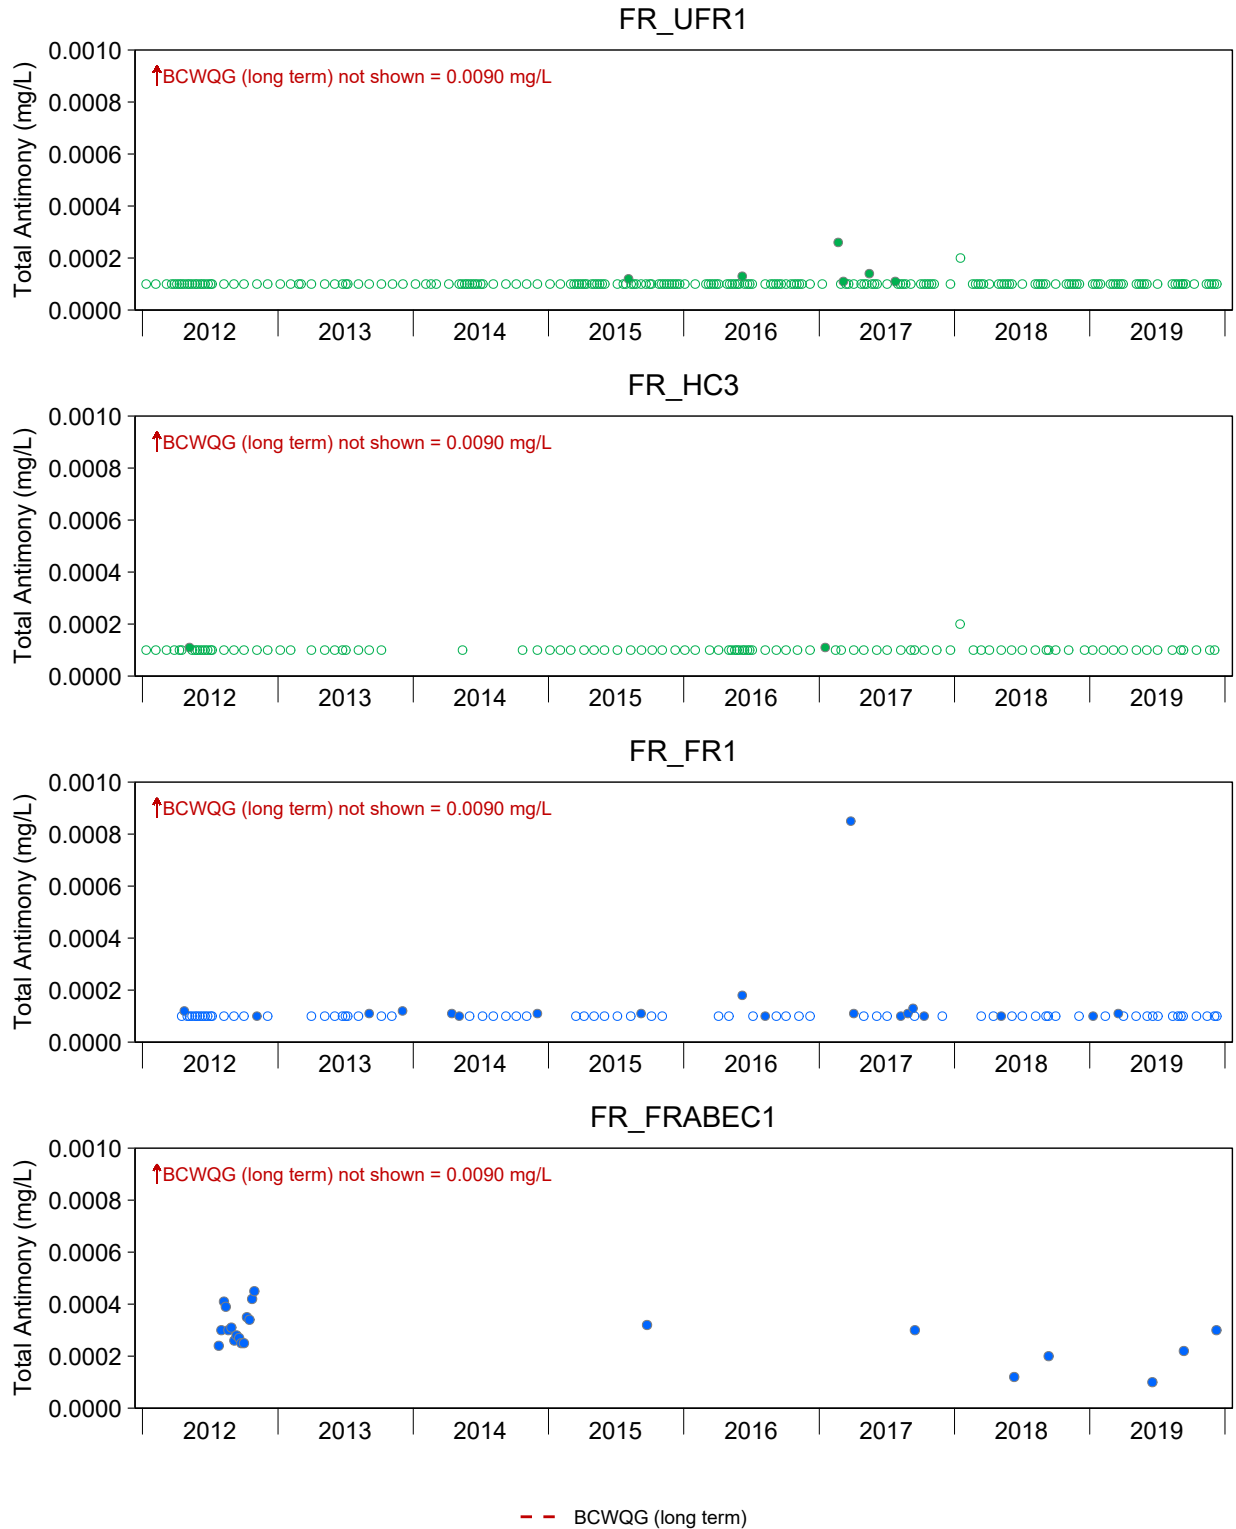 FR_UFR1
Total Antimony (mg/L)
0.0010
0.0008
0.0006
0.0004
0.0002
0.0000
BCWQG (long term) not shown = 0.0090 mg/L
2012 2013 2014 2015 2016 2017 2018 2019
FR_HC3
Total Antimony (mg/L)
0.0010
0.0008
0.0006
0.0004
0.0002
0.0000
BCWQG (long term) not shown = 0.0090 mg/L
2012 2013 2014 2015 2016 2017 2018 2019
FR_FR1
Total Antimony (mg/L)
0.0010
0.0008
0.0006
0.0004
0.0002
0.0000
BCWQG (long term) not shown = 0.0090 mg/L
2012 2013 2014 2015 2016 2017 2018 2019
FR_FRABEC1
Total Antimony (mg/L)
0.0010
0.0008
0.0006
0.0004
0.0002
0.0000
BCWQG (long term) not shown = 0.0090 mg/L
2012 2013 2014 2015 2016 2017 2018 2019
BCWQG (long term)